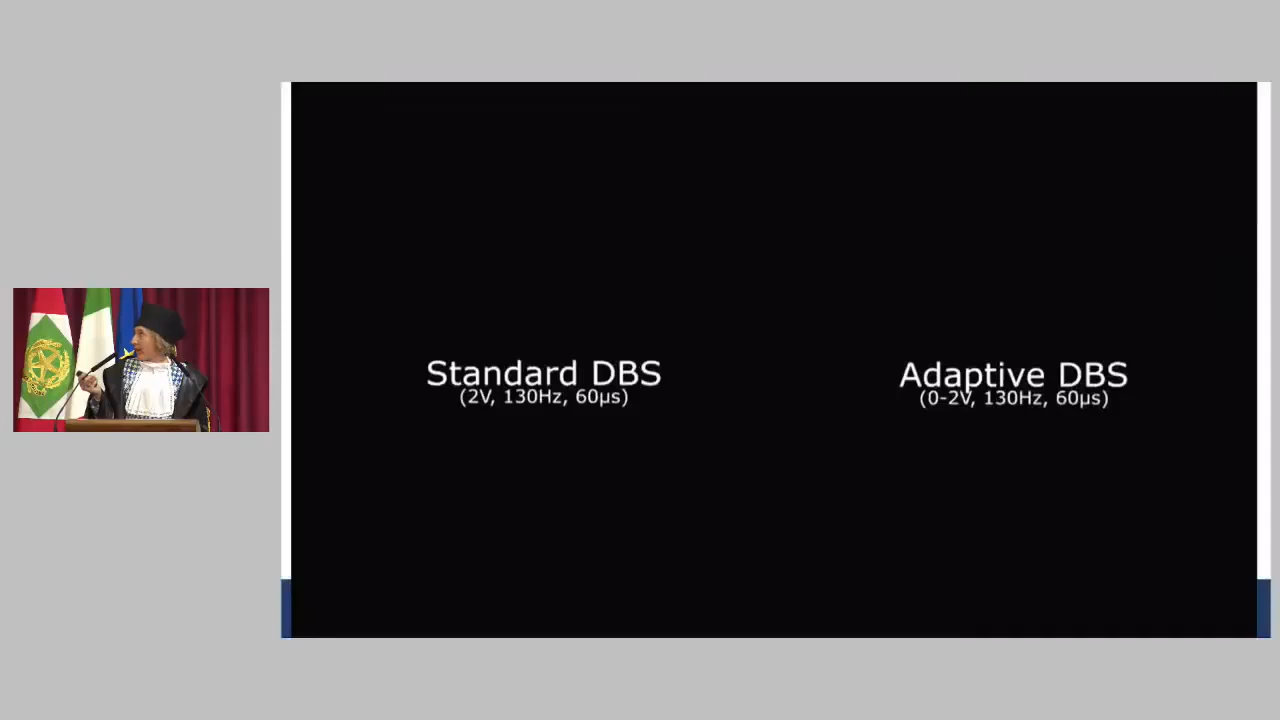 Standard DBS
(2V, 130Hz, 60µs)
Adaptive DBS
(0-2V, 130Hz, 60µs)